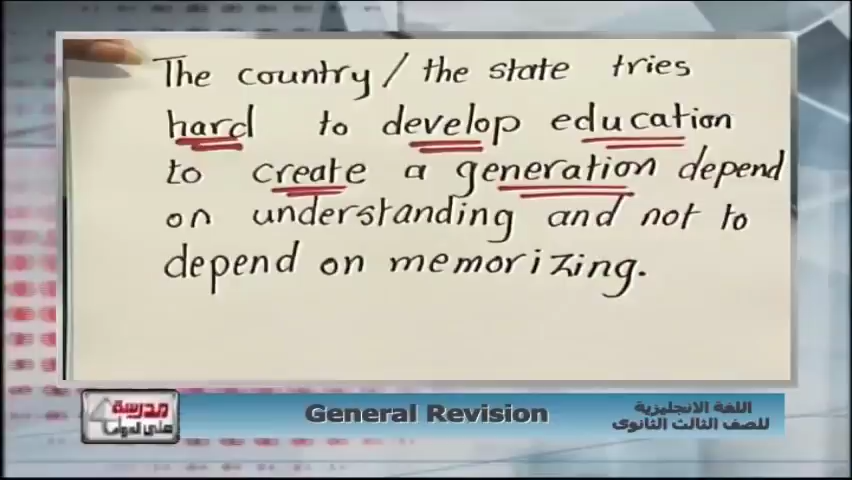 The country / the state tries
hard to develop education
to create a generation depend
on understanding and not to
depend on memorizing.
مدرسة
على الهواء
General Revision
اللغة الانجليزية
للصف الثالث الثانوى